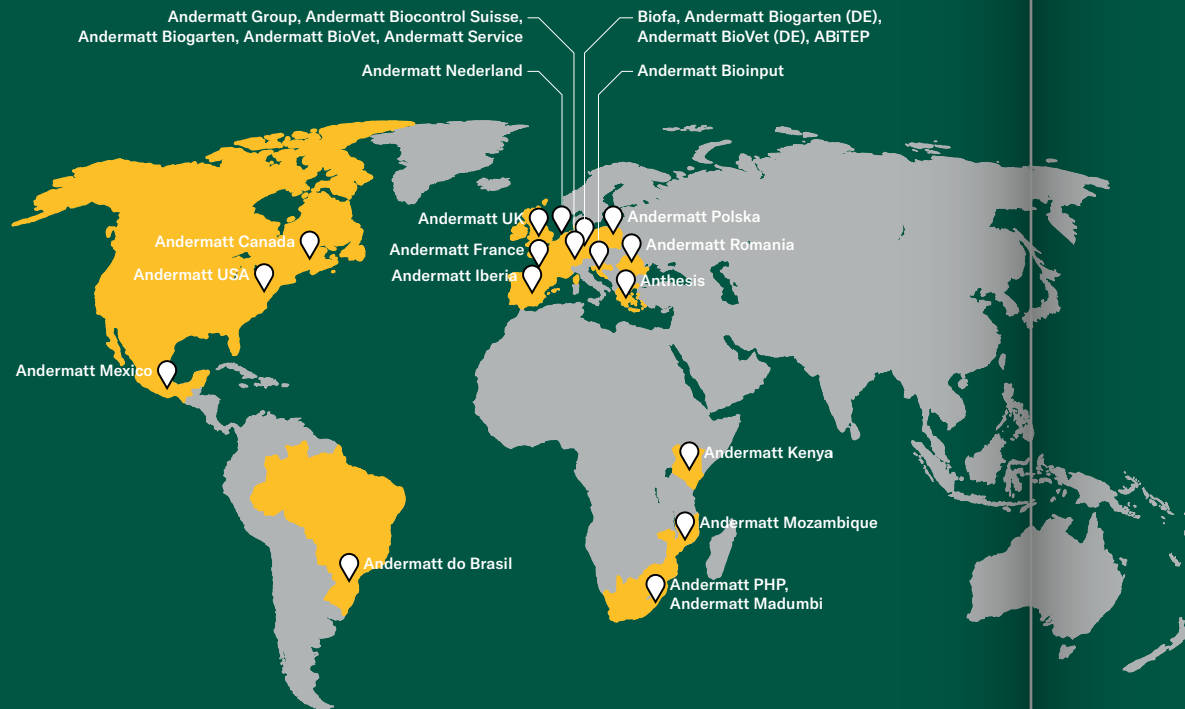 Andermatt Group, Andermatt Biocontrol Suisse,
Andermatt Biogarten, Andermatt BioVet, Andermatt Service
Biofa, Andermatt Biogarten (DE),
Andermatt BioVet (DE), ABiTEP
Andermatt Nederland
Andermatt Bioinput
Andermatt UK
Andermatt Polska
Andermatt Canada
Andermatt France
Andermatt Romania
Andermatt USA
Andermatt Iberia
Anthesis
Andermatt Mexico
Andermatt Kenya
Andermatt Mozambique
Andermatt do Brasil
Andermatt PHP,
Andermatt Madumbi